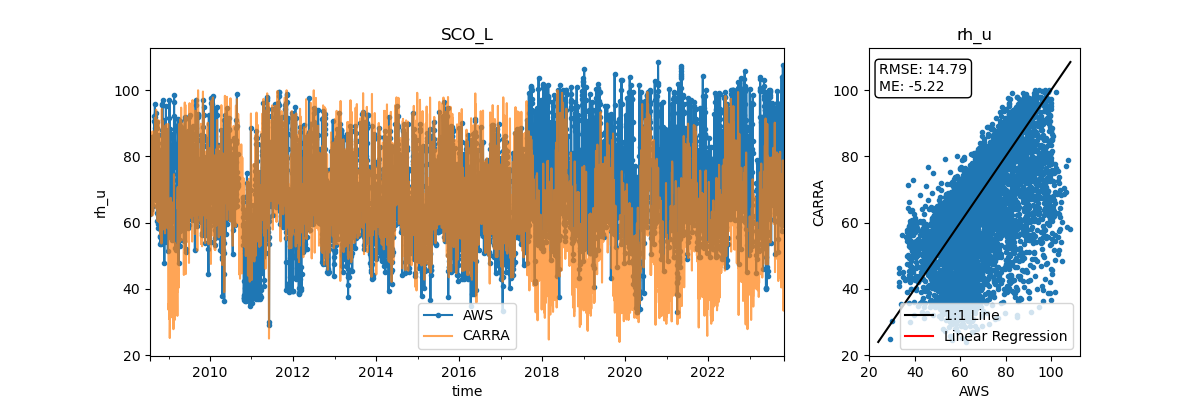 SCO_L
rh_u
100
80
60
40
20
rh_u
2010
2012
2014
2016
2018
2020
2022
time
AWS
CARRA
rh_u
RMSE: 14.79
ME: -5.22
100
80
60
40
20
CARRA
20
40
60
80
100
AWS
1:1 Line
Linear Regression